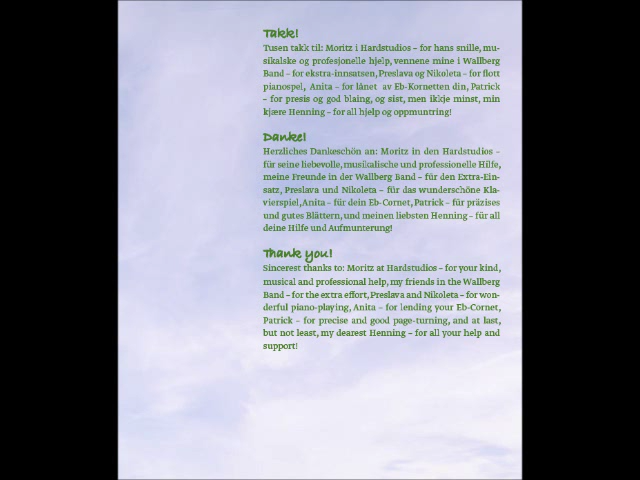 Takk!
Tusen takk til: Moritz i Hardstudios – for hans snille, mu-
sikalske og profesjonelle hjelp, vennene mine i Wallberg
Band – for ekstra-innsatsen, Preslava og Nikoleta – for flott
pianospel, Anita – for lånet av Eb-Kornetten din, Patrick
– for presis og god blaing, og sist, men ikkje minst, min
kjære Henning – for all hjelp og oppmuntring!
Danke!
Herzliches Dankeschön an: Moritz in den Hardstudios –
für seine liebevolle, musikalische und professionelle Hilfe,
meine Freunde in der Wallberg Band – für den Extra-Ein-
satz, Preslava und Nikoleta – für das wunderschöne Kla-
vierspiel, Anita – für dein Eb-Cornet, Patrick – für präzises
und gutes Blättern, und meinen liebsten Henning – für all
deine Hilfe und Aufmunterung!
Thank you!
Sincerest thanks to: Moritz at Hardstudios – for your kind,
musical and professional help, my friends in the Wallberg
Band – for the extra effort, Preslava and Nikoleta – for won-
derful piano-playing, Anita – for lending your Eb-Cornet,
Patrick – for precise and good page-turning, and at last,
but not least, my dearest Henning – for all your help and
support!